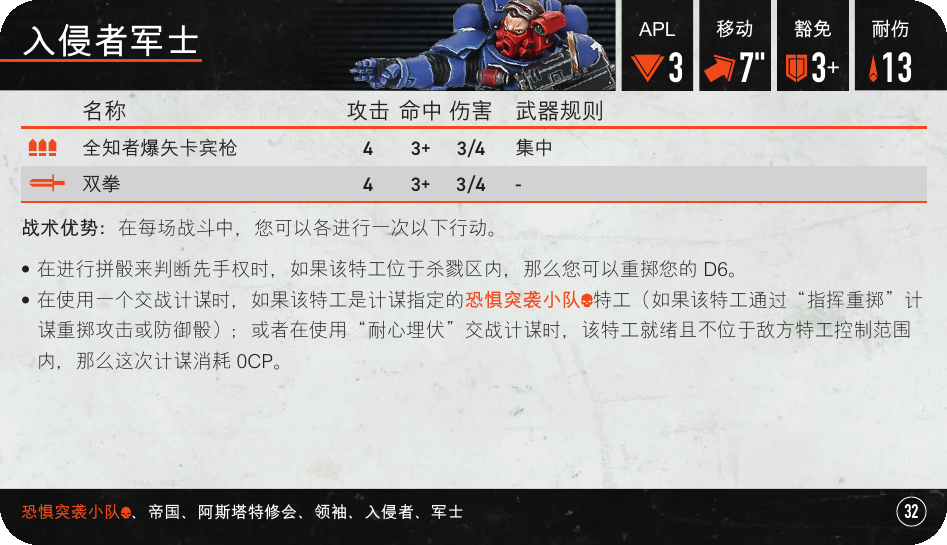 入侵者军士
APL 移动 豁免 耐伤
3 7" 3+ 13
名称 攻击 命中 伤害 武器规则
全知者爆矢卡宾枪 4 3+ 3/4 集中
双拳 4 3+ 3/4 -
战术优势：在每场战斗中，您可以各进行一次以下行动。
• 在进行拼骰来判断先手权时，如果该特工位于杀戮区内，那么您可以重掷您的 D6。
• 在使用一个交战计谋时，如果该特工是计谋指定的恐惧突袭小队特工（如果该特工通过“指挥重掷”计
谋重掷攻击或防御骰）；或者在使用“耐心埋伏”交战计谋时，该特工就绪且不位于敌方特工控制范围
内，那么这次计谋消耗 0CP。
恐惧突袭小队、帝国、阿斯塔特修会、领袖、入侵者、军士
32